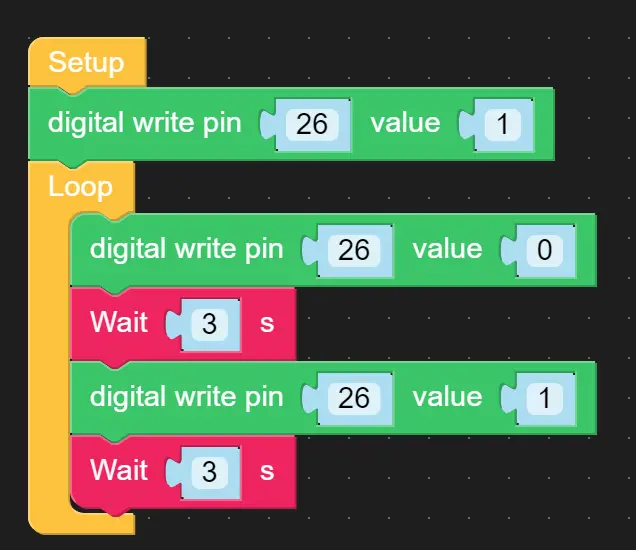 Setup
digital write pin 26 value 1
Loop
digital write pin 26 value 0
Wait 3 s
digital write pin 26 value 1
Wait 3 s